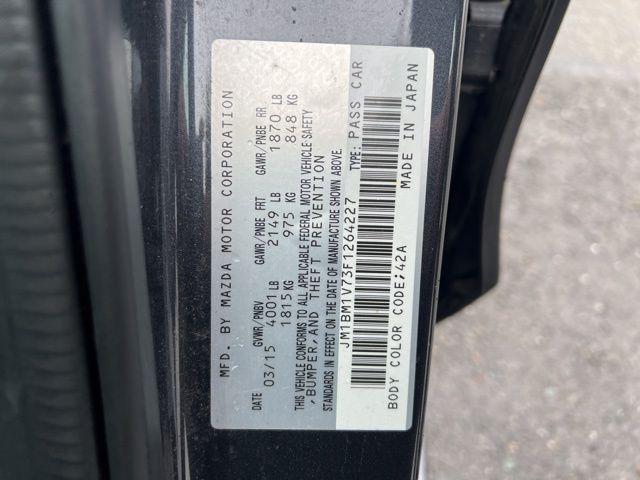 MFD. BY MAZDA MOTOR CORPORATION
DATE GVWR/PNBV GAWR/PNBE FRT GAWR/PNBE RR
03/15 4001 LB 2149 LB 1870 LB
1815 KG 975 KG 848 KG
THIS VEHICLE CONFORMS TO ALL APPLICABLE FEDERAL MOTOR VEHICLE SAFETY
, BUMPER, AND THEFT PREVENTION
STANDARDS IN EFFECT ON THE DATE OF MANUFACTURE SHOWN ABOVE.
JM1BM1V73F1264227 TYPE: PASS CAR
BODY COLOR CODE;42A MADE IN JAPAN